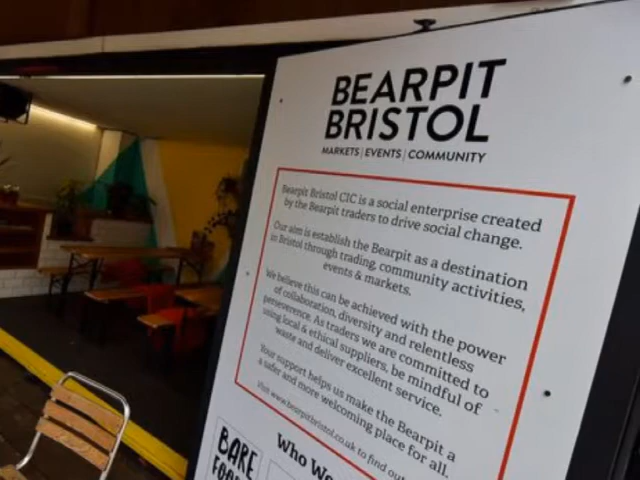 BEARPIT
BRISTOL
MARKETS | EVENTS | COMMUNITY
Bearpit Bristol CIC is a social enterprise created
by the Bearpit traders to drive social change.
Our aim is establish the Bearpit as a destination
in Bristol through trading, community activities,
events & markets.
We believe this can be achieved with the power
of collaboration, diversity and relentless
perseverence. As traders we are committed to
using local & ethical suppliers, be mindful of
waste and deliver excellent service.
Your support helps us make the Bearpit a
a safer and more welcoming place for all.
Visit www.bearpitbristol.co.uk to find out
Who We
BARE